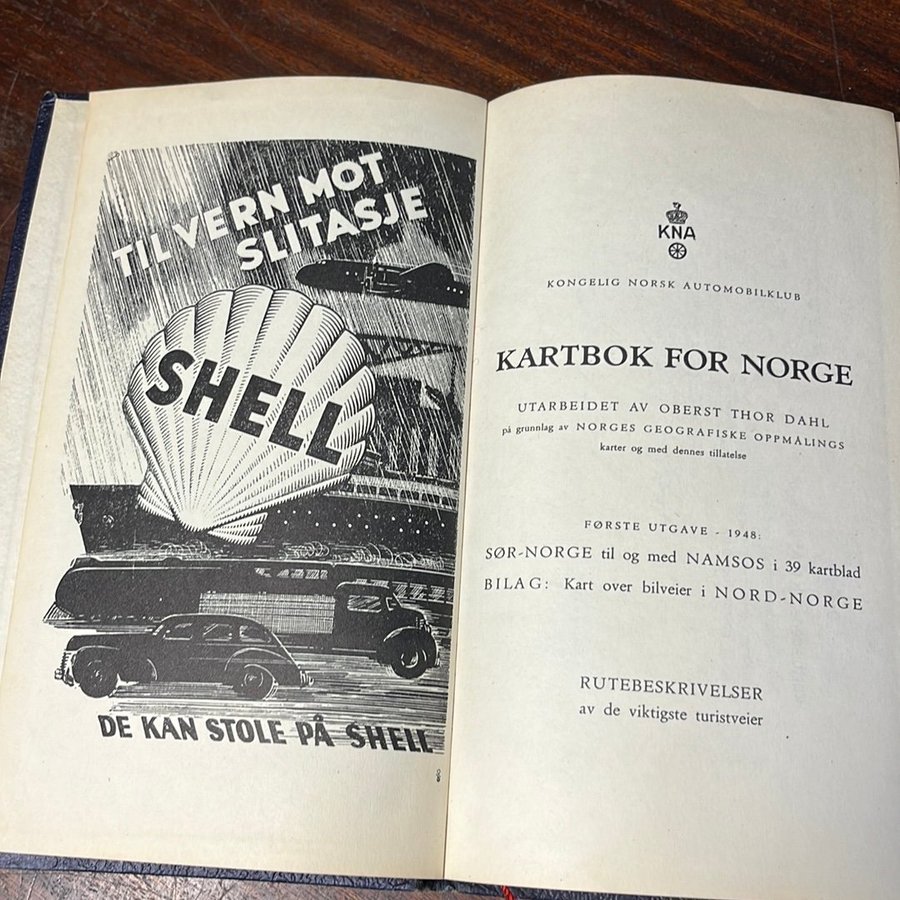 TIL VERN MOT
SLITASJE
SHELL
DE KAN STOLE PÅ SHELL
KNA
KONGELIG NORSK AUTOMOBILKLUB
KARTBOK FOR NORGE
UTARBEIDET AV OBERST THOR DAHL
på grunnlag av NORGES GEOGRAFISKE OPPMÅLINGS
karter og med dennes tillatelse
FØRSTE UTGAVE - 1948:
SØR-NORGE til og med NAMSOS i 39 kartblad
BILAG: Kart over bilveier i NORD-NORGE
RUTEBESKRIVELSER
av de viktigste turistveier